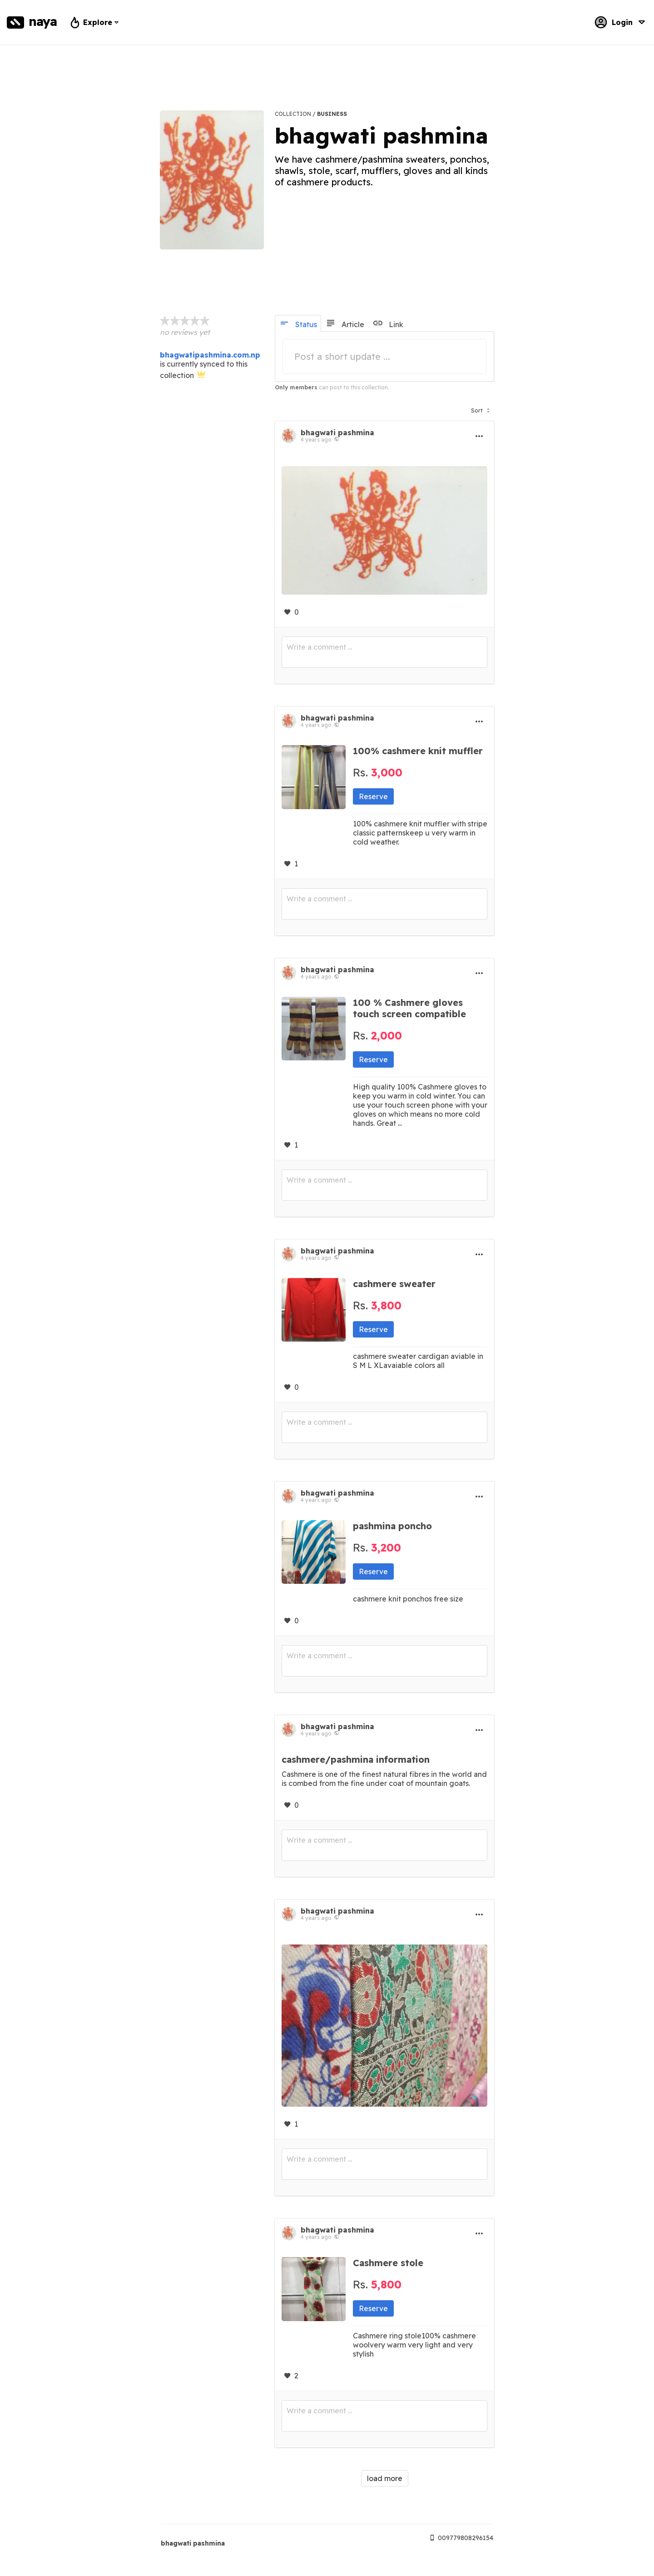 naya
Explore
Login
COLLECTION / BUSINESS
bhagwati pashmina
We have cashmere/pashmina sweaters, ponchos,
shawls, stole, scarf, mufflers, gloves and all kinds
of cashmere products.
no reviews yet
bhagwatipashmina.com.np
is currently synced to this
collection
Status
Article
Link
Post a short update ...
Only members can post to this collection.
Sort
bhagwati pashmina
4 years ago
0
Write a comment ...
bhagwati pashmina
4 years ago
100% cashmere knit muffler
Rs. 3,000
Reserve
100% cashmere knit muffler with stripe
classic patternskeep u very warm in
cold weather.
1
Write a comment ...
bhagwati pashmina
4 years ago
100 % Cashmere gloves
touch screen compatible
Rs. 2,000
Reserve
High quality 100% Cashmere gloves to
keep you warm in cold winter. You can
use your touch screen phone with your
gloves on which means no more cold
hands. Great ...
1
Write a comment ...
bhagwati pashmina
4 years ago
cashmere sweater
Rs. 3,800
Reserve
cashmere sweater cardigan aviable in
S M L XLavaiable colors all
0
Write a comment ...
bhagwati pashmina
4 years ago
pashmina poncho
Rs. 3,200
Reserve
cashmere knit ponchos free size
0
Write a comment ...
bhagwati pashmina
4 years ago
cashmere/pashmina information
Cashmere is one of the finest natural fibres in the world and
is combed from the fine under coat of mountain goats.
0
Write a comment ...
bhagwati pashmina
4 years ago
1
Write a comment ...
bhagwati pashmina
4 years ago
Cashmere stole
Rs. 5,800
Reserve
Cashmere ring stole100% cashmere
woolvery warm very light and very
stylish
2
Write a comment ...
load more
009779808296154
bhagwati pashmina